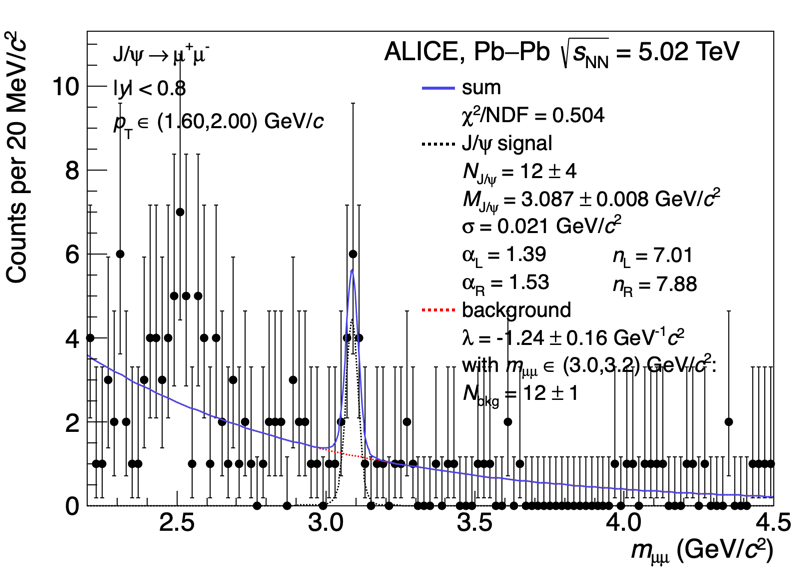 J/ψ → μ⁺μ⁻
|y| < 0.8
p_T ∈ (1.60,2.00) GeV/c
ALICE, Pb–Pb √s_NN = 5.02 TeV
sum
χ²/NDF = 0.504
J/ψ signal
N_J/ψ = 12 ± 4
M_J/ψ = 3.087 ± 0.008 GeV/c²
σ = 0.021 GeV/c²
α_L = 1.39 n_L = 7.01
α_R = 1.53 n_R = 7.88
background
λ = -1.24 ± 0.16 GeV⁻¹c²
with m_μμ ∈ (3.0,3.2) GeV/c²:
N_bkg = 12 ± 1
Counts per 20 MeV/c²
10
8
6
4
2
0
2.5 3.0 3.5 4.0 4.5
m_μμ (GeV/c²)